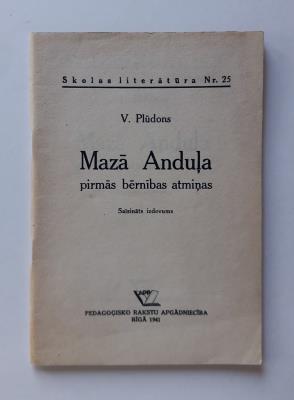 Skolas literātūra Nr. 25
V. Plūdons
Mazā Anduļa
pirmās bērnības atmiņas
Saīsināts izdevums
PEDAGOĢISKO RAKSTU APGĀDNIECĪBA
RĪGĀ 1941